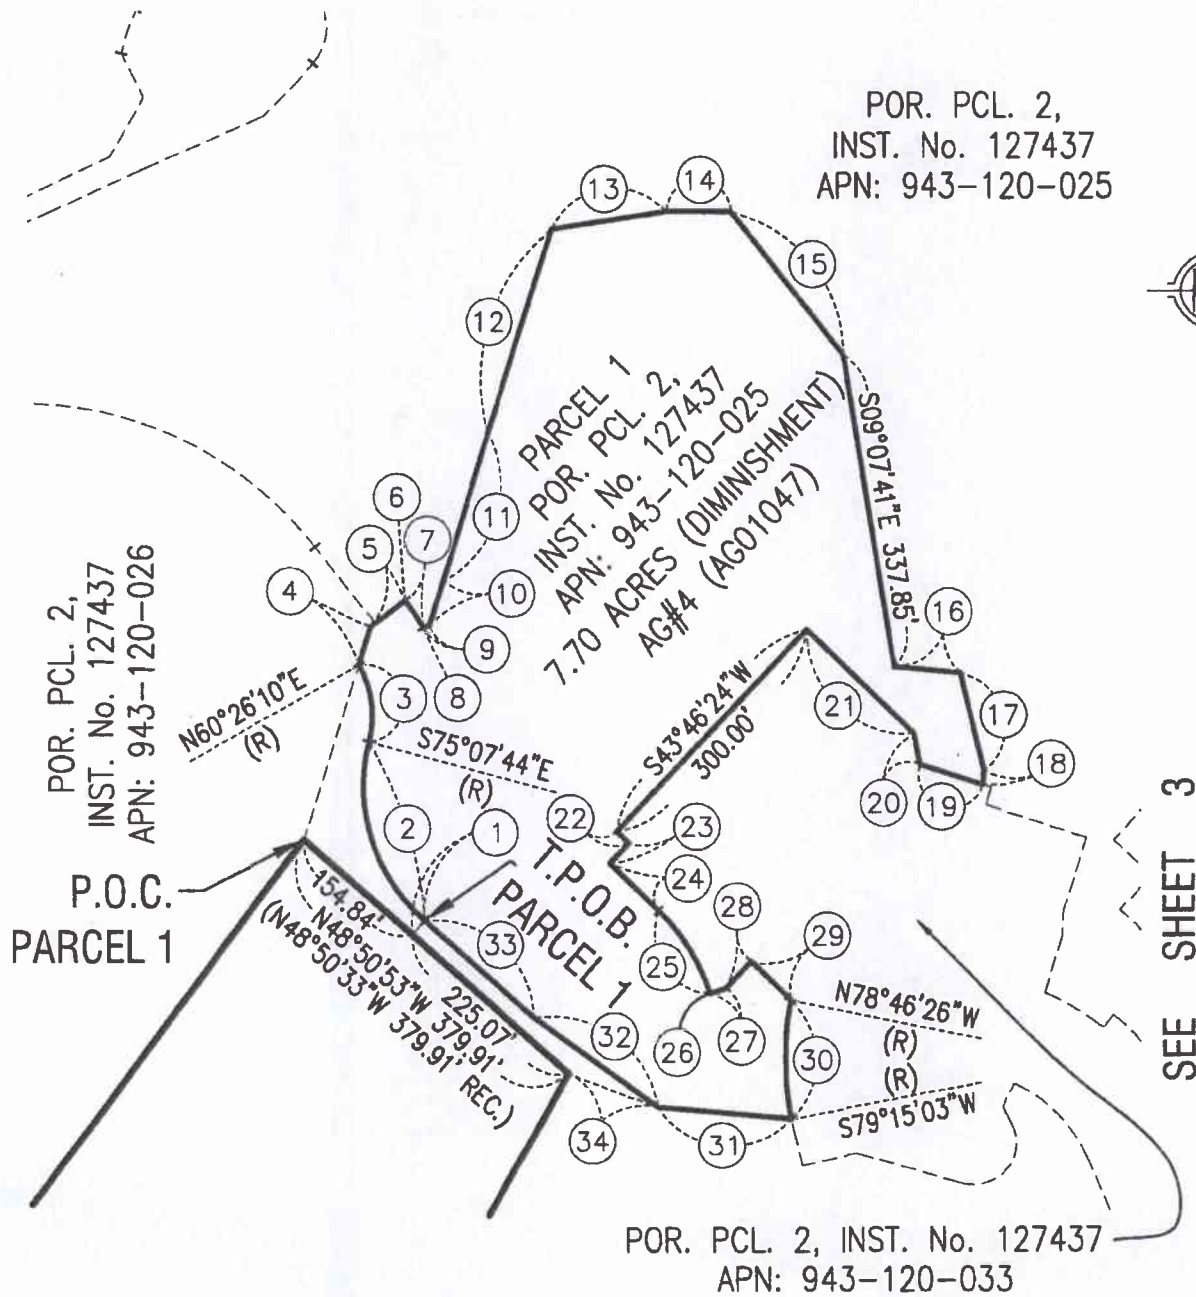 POR. PCL. 2,
INST. No. 127437
APN: 943-120-025
13
14
15
12
PARCEL 1
POR. PCL. 2,
INST. No. 127437
APN: 943-120-025
7.70 ACRES (DIMINISHMENT)
AG#4 (AG01047)
S09°07'41"E 337.85'
6
7
11
5
4
10
9
8
16
POR. PCL. 2,
INST. No. 127437
APN: 943-120-026
N60°26'10"E
(R)
3
S75°07'44"E
(R)
S43°46'24"W
300.00'
21
17
18
20
19
22
23
2
1
24
P.O.C.
PARCEL 1
T.P.O.B.
PARCEL 1
154.84'
N48°50'53"W 379.91'
(N48°50'33"W 379.91' REC.)
225.07'
33
28
29
25
26
27
N78°46'26"W
(R)
(R)
S79°15'03"W
32
30
34
31
SEE SHEET 3
POR. PCL. 2, INST. No. 127437
APN: 943-120-033